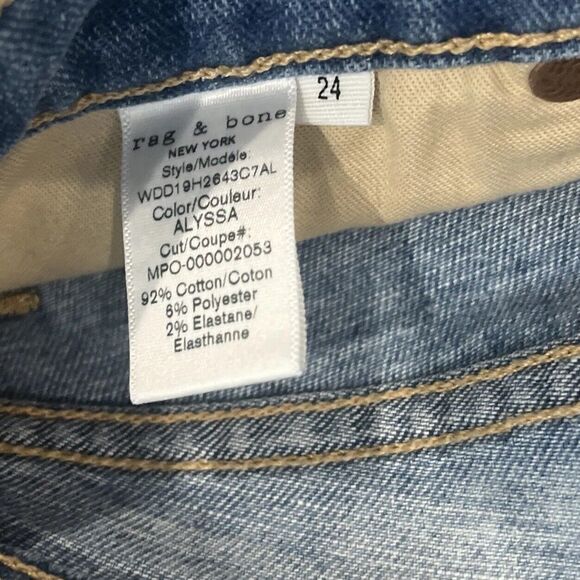 24
rag & bone
NEW YORK
Style/Modèle:
WDD19H2643C7AL
Color/Couleur:
ALYSSA
Cut/Coupe#:
MPO-000002053
92% Cotton/Coton
6% Polyester
2% Elastane/
Elasthanne